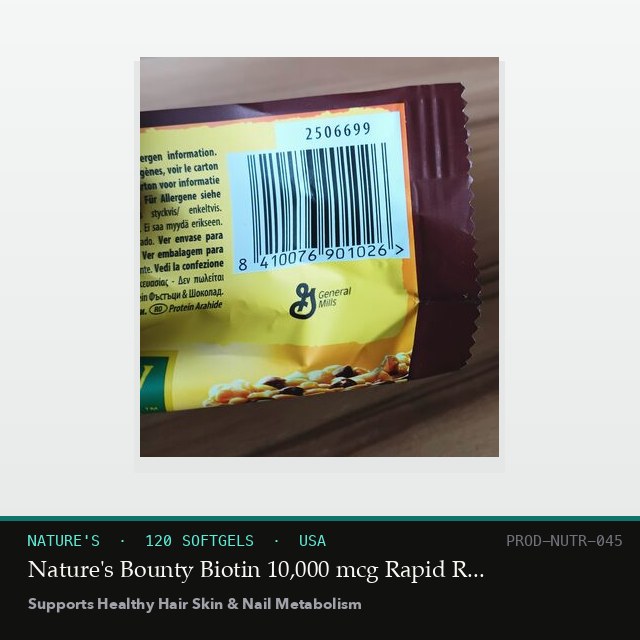 2506699
ergen information.
gènes, voir le carton
rton voor informatie
Für Allergene siehe
styckvis/ enkeltvis.
Ei saa myydä erikseen.
ado. Ver envase para
Ver embalagem para
nte. Vedi la confezione
- Δεν πωλείται
Фъстъци & Шоколад.
RO Protein Arahide
8 410076 901026 >
General
Mills
NATURE'S · 120 SOFTGELS · USA
PROD–NUTR–045
Nature's Bounty Biotin 10,000 mcg Rapid R...
Supports Healthy Hair Skin & Nail Metabolism